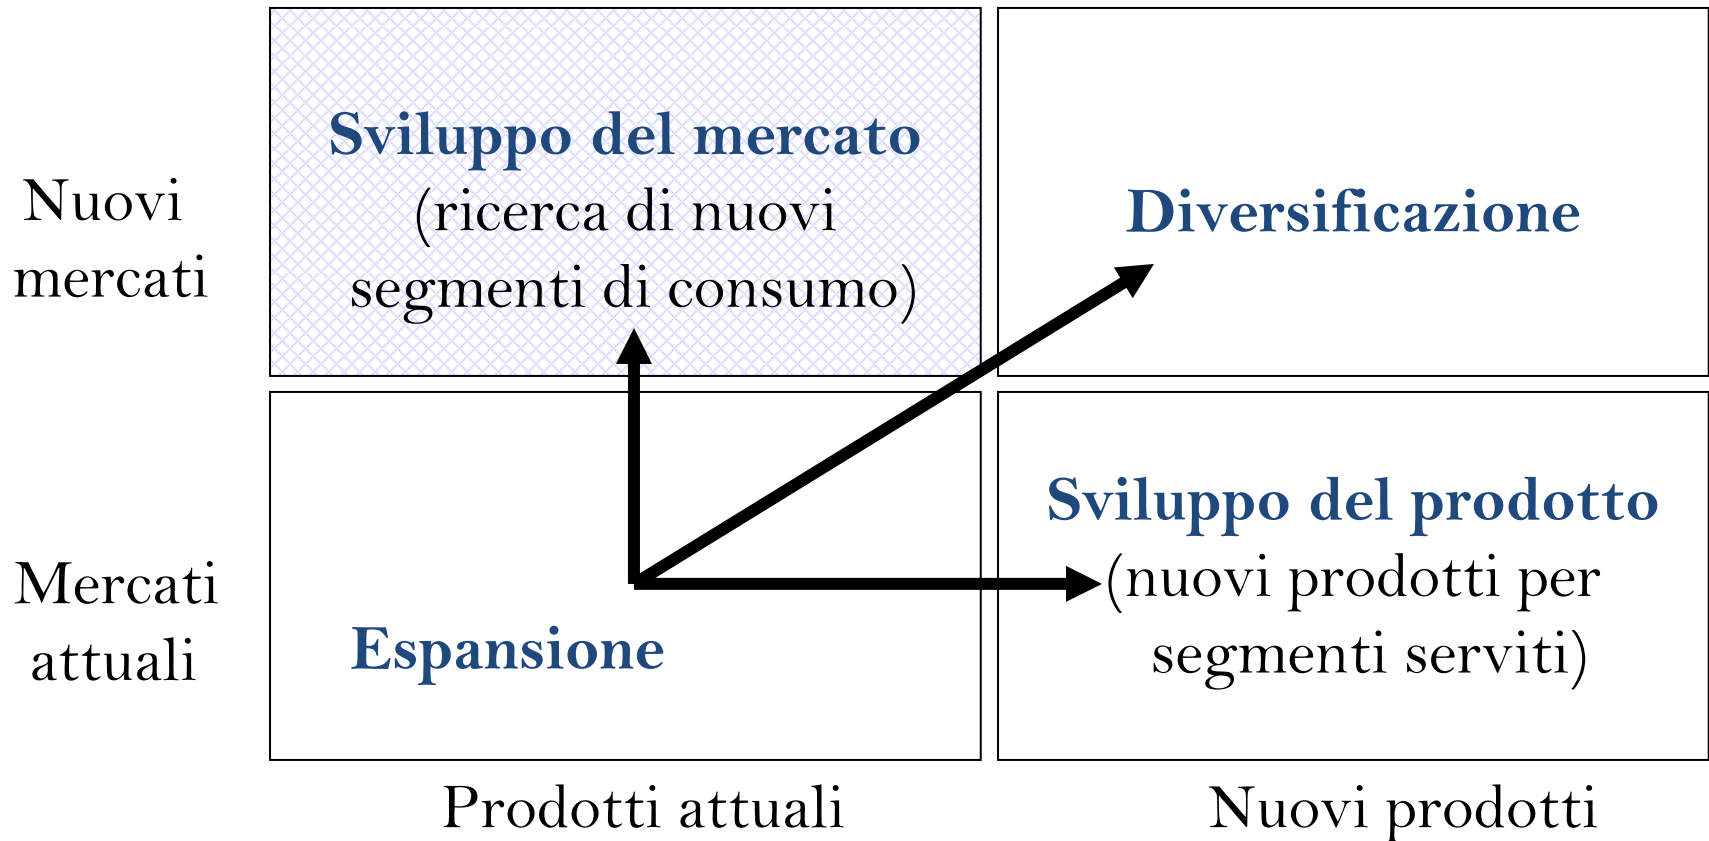 Nuovi
mercati
Sviluppo del mercato
(ricerca di nuovi
segmenti di consumo)
Diversificazione
Mercati
attuali
Espansione
Sviluppo del prodotto
(nuovi prodotti per
segmenti serviti)
Prodotti attuali
Nuovi prodotti